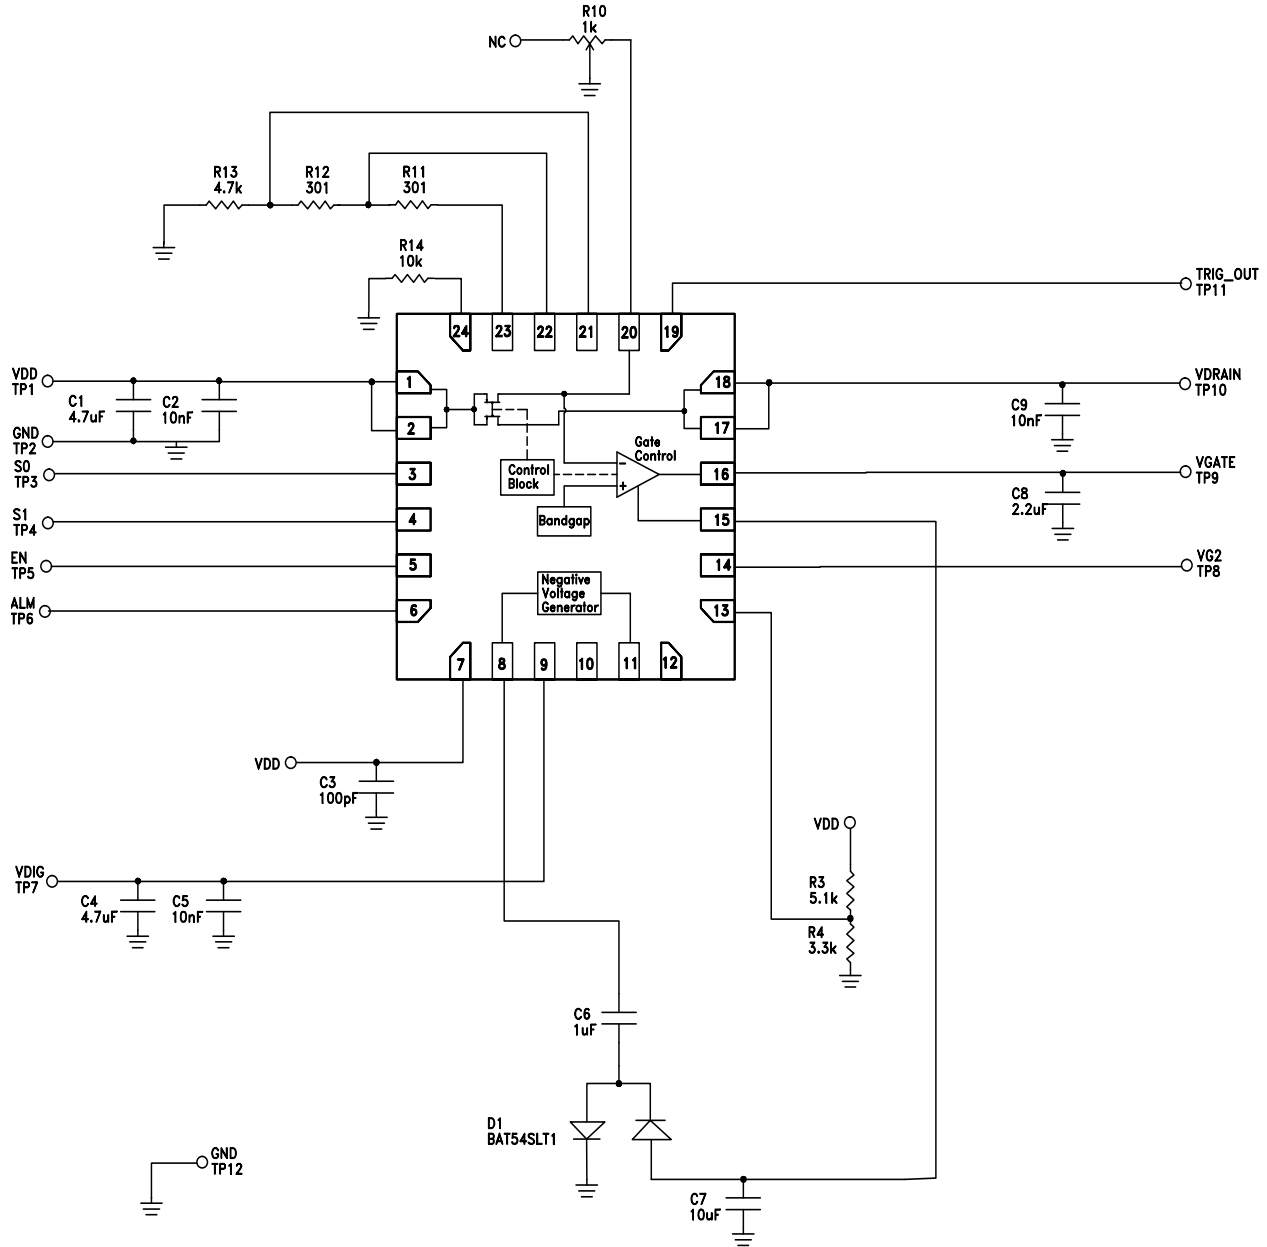 R10
1k
NC
R13
4.7k
R12
301
R11
301
R14
10k
24
23
22
21
20
19
TRIG_OUT
TP11
VDD
TP1
C1
4.7uF
C2
10nF
GND
TP2
S0
TP3
S1
TP4
EN
TP5
ALM
TP6
1
2
3
4
5
6
Control
Block
Gate
Control
-
+
Bandgap
Negative
Voltage
Generator
18
17
16
15
14
13
VDRAIN
TP10
C9
10nF
VGATE
TP9
C8
2.2uF
VG2
TP8
7
8
9
10
11
12
VDD
C3
100pF
VDD
R3
5.1k
R4
3.3k
VDIG
TP7
C4
4.7uF
C5
10nF
C6
1uF
D1
BAT54SLT1
GND
TP12
C7
10uF